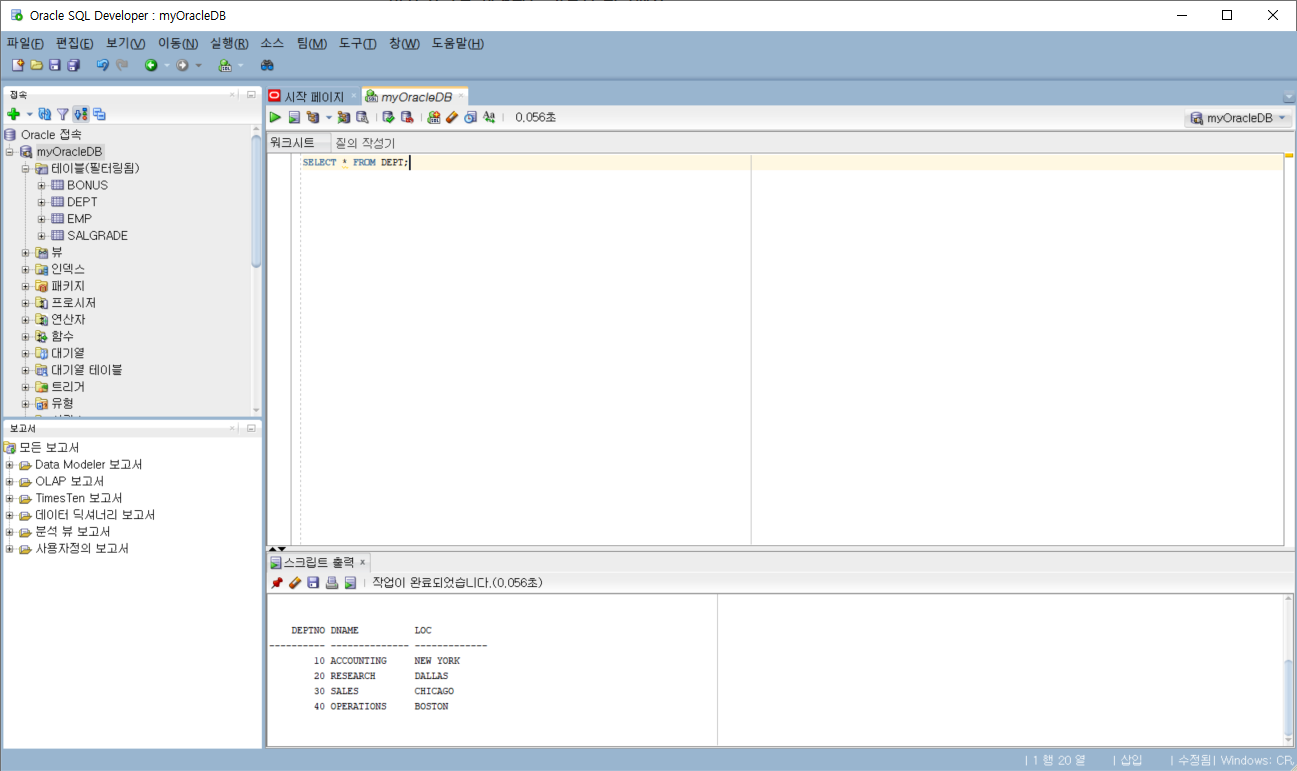 Oracle SQL Developer : myOracleDB
파일(F) 편집(E) 보기(V) 이동(N) 실행(R) 소스 팀(M) 도구(T) 창(W) 도움말(H)
접속
Oracle 접속
myOracleDB
테이블(필터링됨)
BONUS
DEPT
EMP
SALGRADE
뷰
인덱스
패키지
프로시저
연산자
함수
대기열
대기열 테이블
트리거
유형
보고서
모든 보고서
Data Modeler 보고서
OLAP 보고서
TimesTen 보고서
데이터 딕셔너리 보고서
분석 뷰 보고서
사용자정의 보고서
시작 페이지 myOracleDB
0,056초 myOracleDB
워크시트 질의 작성기
SELECT * FROM DEPT;
스크립트 출력
작업이 완료되었습니다.(0,056초)
DEPTNO DNAME LOC
---------- -------------- -------------
10 ACCOUNTING NEW YORK
20 RESEARCH DALLAS
30 SALES CHICAGO
40 OPERATIONS BOSTON
| 1 행 20 열 | 삽입 | 수정됨| Windows: CR